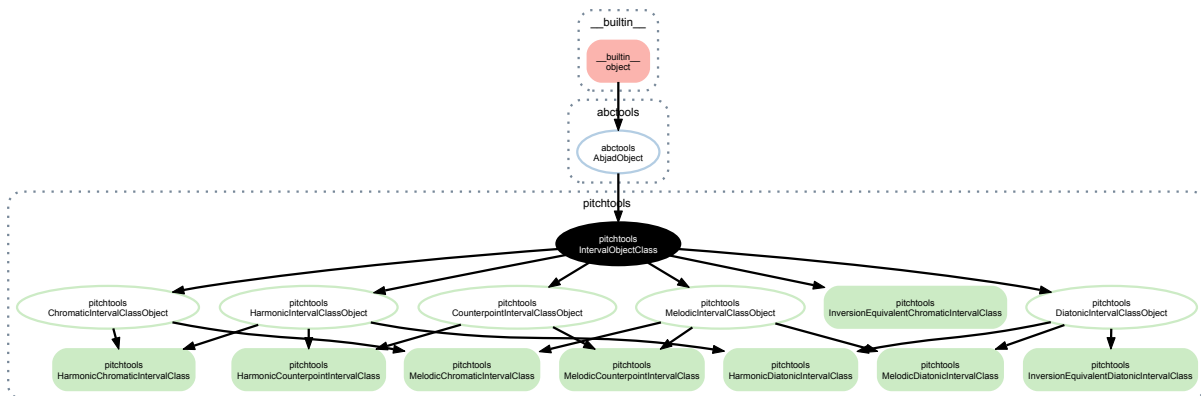 __builtin__
__builtin__
object
abctools
abctools
AbjadObject
pitchtools
pitchtools
IntervalObjectClass
pitchtools
ChromaticIntervalClassObject
pitchtools
HarmonicIntervalClassObject
pitchtools
CounterpointIntervalClassObject
pitchtools
MelodicIntervalClassObject
pitchtools
InversionEquivalentChromaticIntervalClass
pitchtools
DiatonicIntervalClassObject
pitchtools
HarmonicChromaticIntervalClass
pitchtools
HarmonicCounterpointIntervalClass
pitchtools
MelodicChromaticIntervalClass
pitchtools
MelodicCounterpointIntervalClass
pitchtools
HarmonicDiatonicIntervalClass
pitchtools
MelodicDiatonicIntervalClass
pitchtools
InversionEquivalentDiatonicIntervalClass